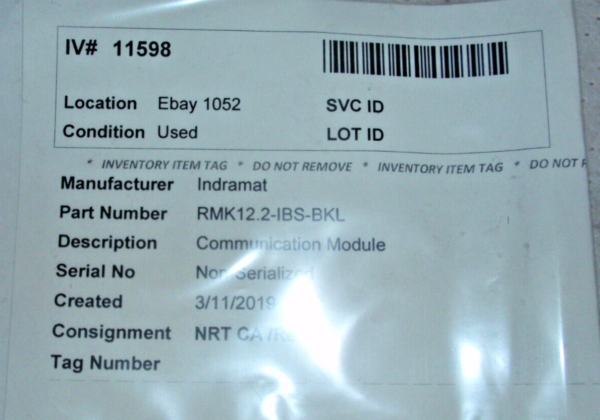 IV# 11598
Location Ebay 1052 SVC ID
Condition Used LOT ID
* INVENTORY ITEM TAG * DO NOT REMOVE * INVENTORY ITEM TAG * DO NOT
Manufacturer Indramat
Part Number RMK12.2-IBS-BKL
Description Communication Module
Serial No Non Serialized
Created 3/11/2019
Consignment NRT CA
Tag Number